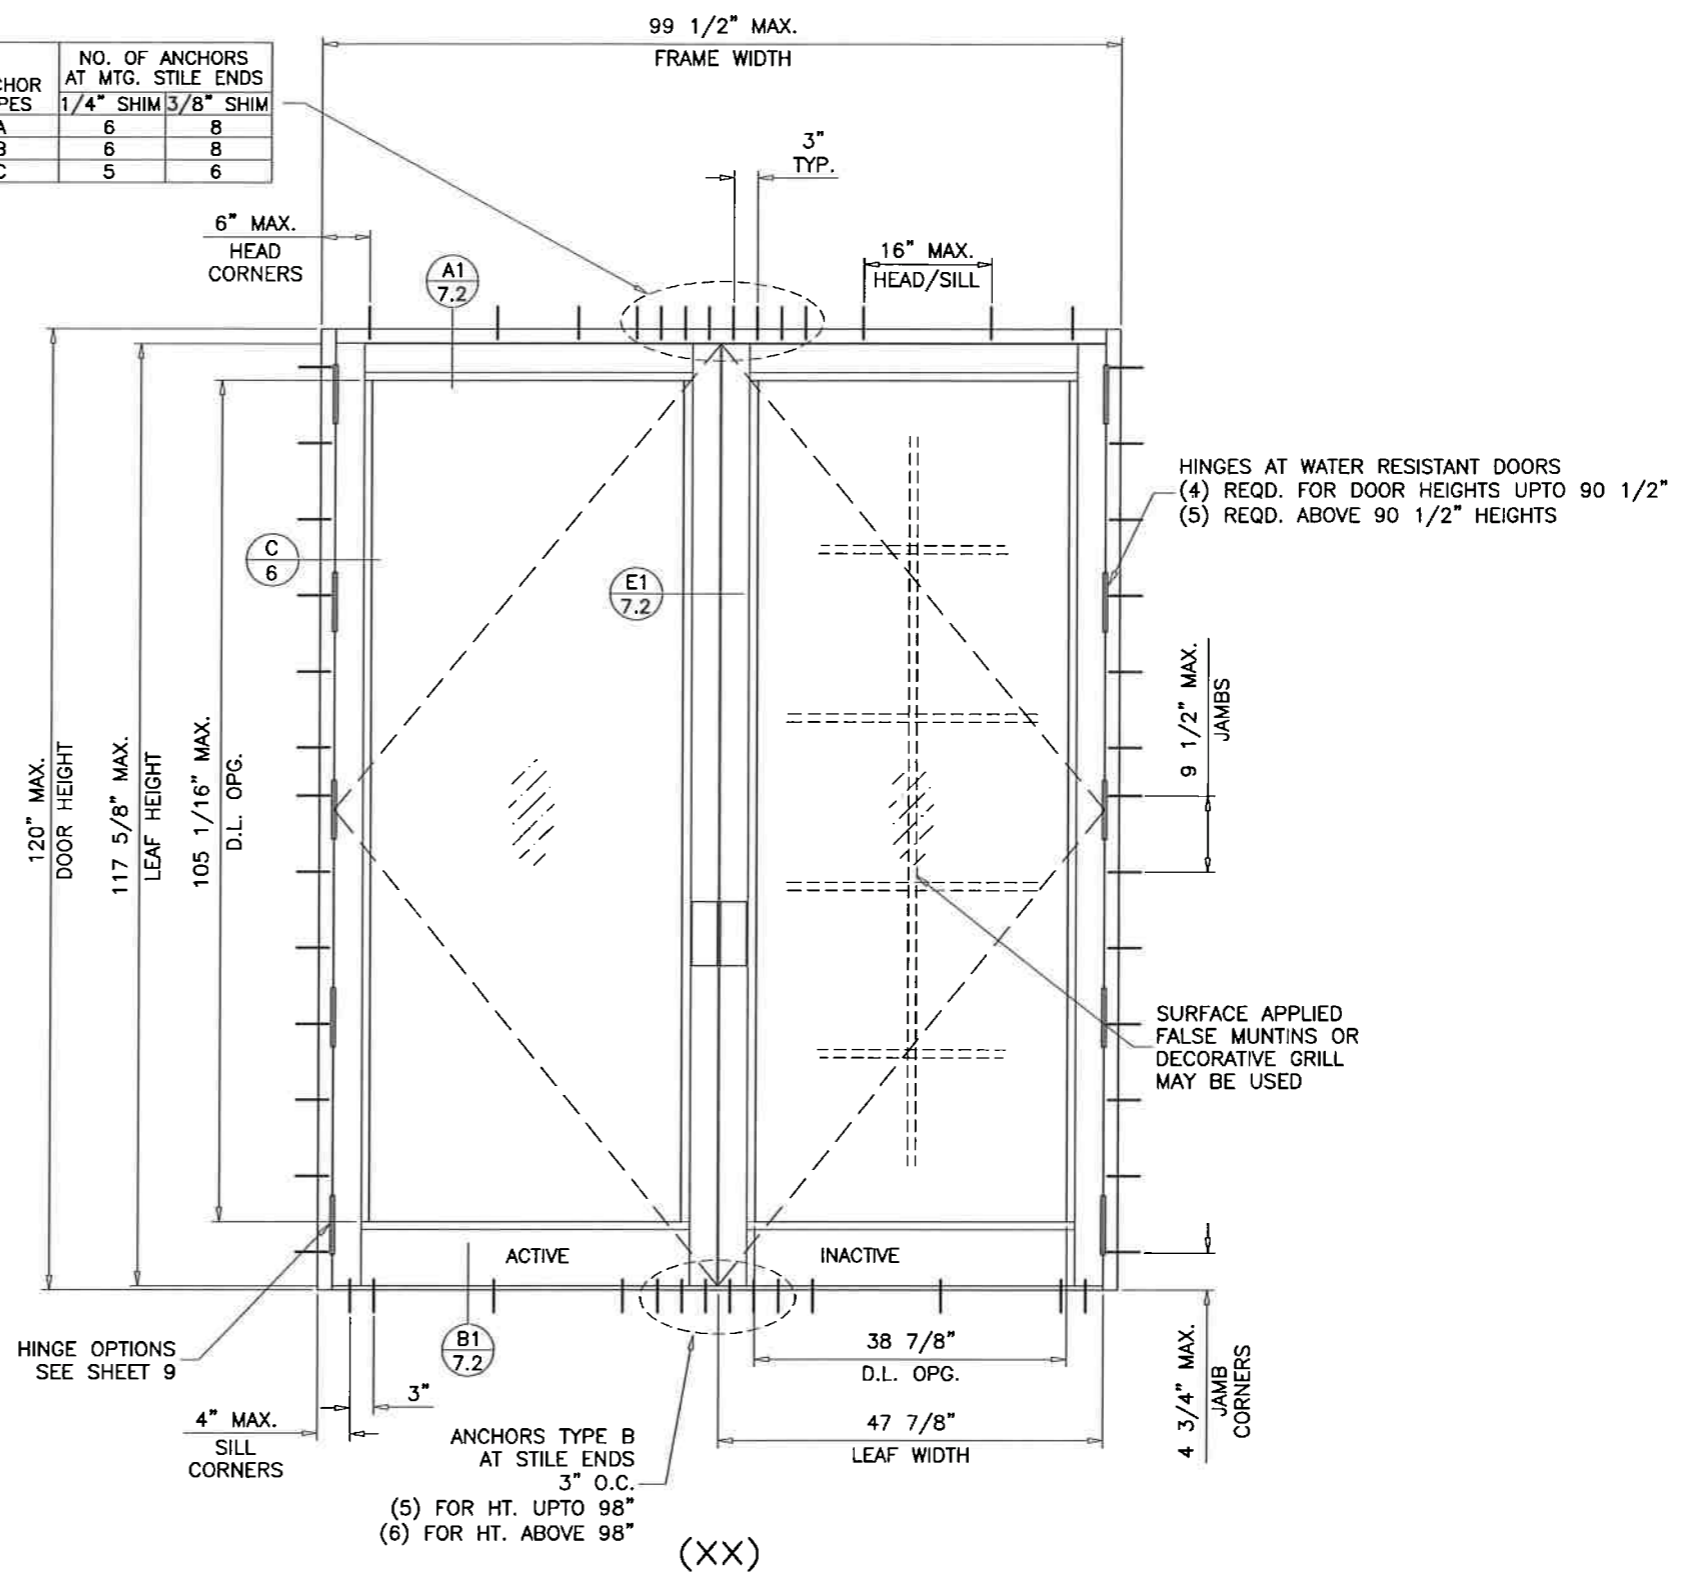 99 1/2" MAX.
FRAME WIDTH
NO. OF ANCHORS
AT MTG. STILE ENDS
1/4" SHIM 3/8" SHIM
A 6 8
B 6 8
C 5 6
3"
TYP.
6" MAX.
HEAD
CORNERS
A1
7.2
16" MAX.
HEAD/SILL
HINGES AT WATER RESISTANT DOORS
(4) REQD. FOR DOOR HEIGHTS UPTO 90 1/2"
(5) REQD. ABOVE 90 1/2" HEIGHTS
C
6
E1
7.2
9 1/2" MAX.
JAMBS
120" MAX.
DOOR HEIGHT
117 5/8" MAX.
LEAF HEIGHT
105 1/16" MAX.
D.L. OPG.
SURFACE APPLIED
FALSE MUNTINS OR
DECORATIVE GRILL
MAY BE USED
ACTIVE
INACTIVE
HINGE OPTIONS
SEE SHEET 9
B1
7.2
38 7/8"
D.L. OPG.
3"
4" MAX.
SILL
CORNERS
47 7/8"
LEAF WIDTH
4 3/4" MAX.
JAMB
CORNERS
ANCHORS TYPE B
AT STILE ENDS
3" O.C.
(5) FOR HT. UPTO 98"
(6) FOR HT. ABOVE 98"
(XX)